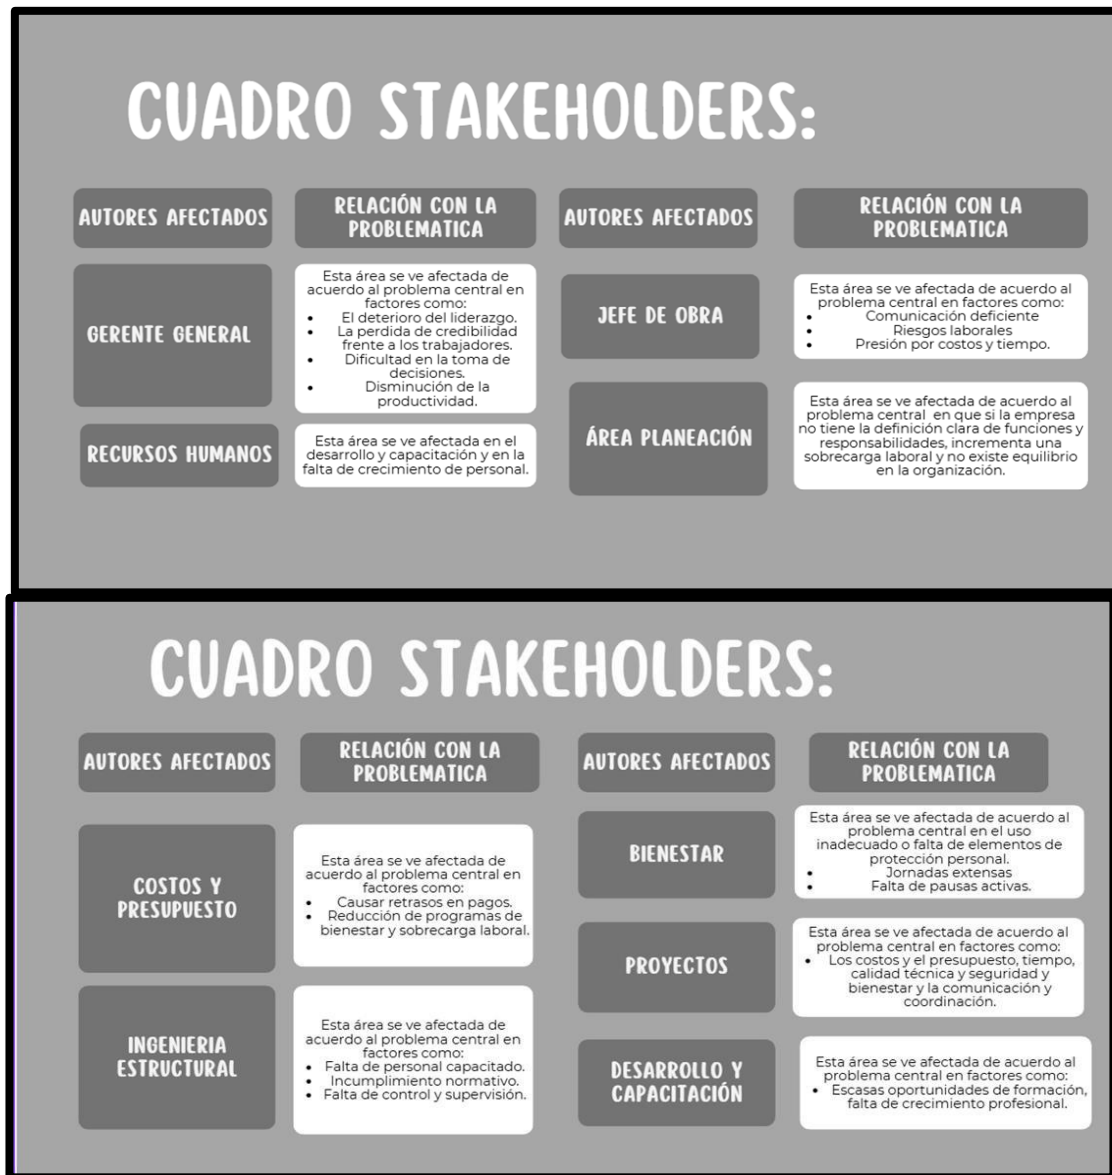 CUADRO STAKEHOLDERS:
AUTORES AFECTADOS
RELACIÓN CON LA
PROBLEMATICA
GERENTE GENERAL
Esta área se ve afectada de
acuerdo al problema central en
factores como:
• El deterioro del liderazgo.
• La perdida de credibilidad
frente a los trabajadores.
• Dificultad en la toma de
decisiones.
• Disminución de la
productividad.
RECURSOS HUMANOS
Esta área se ve afectada en el
desarrollo y capacitación y en la
falta de crecimiento de personal.
AUTORES AFECTADOS
RELACIÓN CON LA
PROBLEMATICA
JEFE DE OBRA
Esta área se ve afectada de acuerdo al
problema central en factores como:
• Comunicación deficiente
• Riesgos laborales
• Presión por costos y tiempo.
ÁREA PLANEACIÓN
Esta área se ve afectada de acuerdo al
problema central en que si la empresa
no tiene la definición clara de funciones y
responsabilidades, incrementa una
sobrecarga laboral y no existe equilibrio
en la organización.
CUADRO STAKEHOLDERS:
AUTORES AFECTADOS
RELACIÓN CON LA
PROBLEMATICA
COSTOS Y
PRESUPUESTO
Esta área se ve afectada de
acuerdo al problema central en
factores como:
• Causar retrasos en pagos.
• Reducción de programas de
bienestar y sobrecarga laboral.
INGENIERIA
ESTRUCTURAL
Esta área se ve afectada de
acuerdo al problema central en
factores como:
• Falta de personal capacitado.
• Incumplimiento normativo.
• Falta de control y supervisión.
AUTORES AFECTADOS
RELACIÓN CON LA
PROBLEMATICA
BIENESTAR
Esta área se ve afectada de acuerdo al
problema central en el uso
inadecuado o falta de elementos de
protección personal.
• Jornadas extensas
• Falta de pausas activas.
PROYECTOS
Esta área se ve afectada de acuerdo al
problema central en factores como:
• Los costos y el presupuesto, tiempo,
calidad técnica y seguridad y
bienestar y la comunicación y
coordinación.
DESARROLLO Y
CAPACITACIÓN
Esta área se ve afectada de acuerdo al
problema central en factores como:
• Escasas oportunidades de formación,
falta de crecimiento profesional.